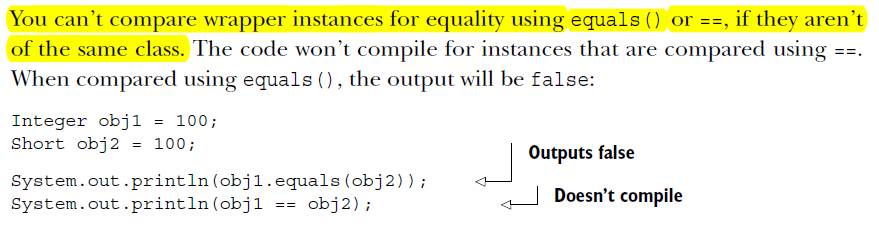 You can't compare wrapper instances for equality using equals() or ==, if they aren't
of the same class. The code won't compile for instances that are compared using ==.
When compared using equals(), the output will be false:
Integer obj1 = 100;
Short obj2 = 100;
System.out.println(obj1.equals(obj2));
Outputs false
System.out.println(obj1 == obj2);
Doesn't compile